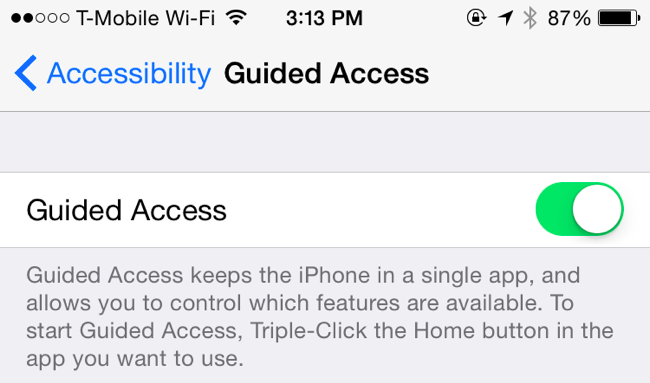 T-Mobile Wi-Fi 3:13 PM 87%
Accessibility Guided Access
Guided Access
Guided Access keeps the iPhone in a single app, and
allows you to control which features are available. To
start Guided Access, Triple-Click the Home button in the
app you want to use.